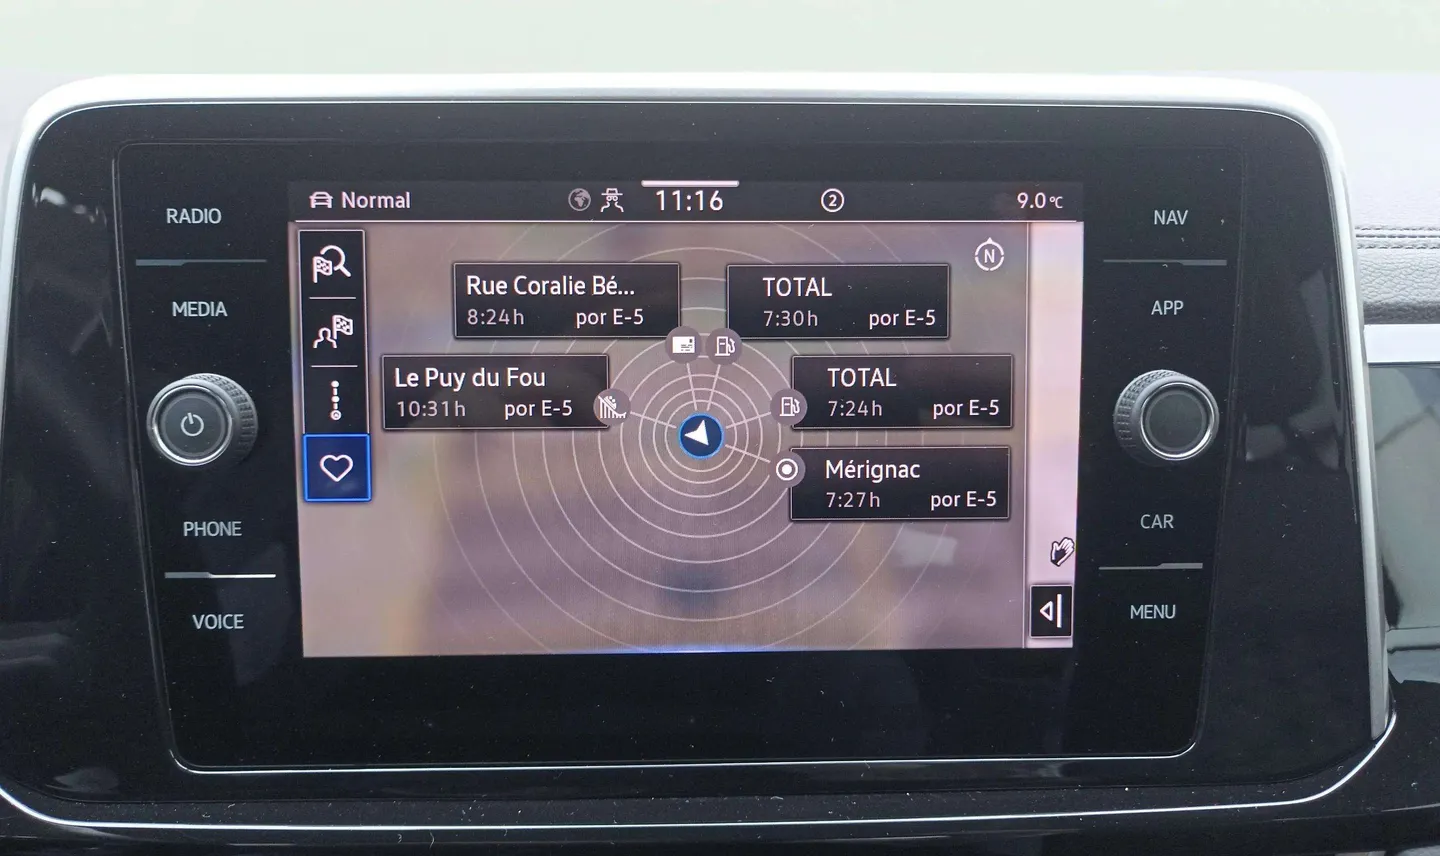 RADIO
MEDIA
PHONE
VOICE
Normal
11:16
2
9.0°C
N
Rue Coralie Bé...
8:24h por E-5
TOTAL
7:30h por E-5
Le Puy du Fou
10:31h por E-5
TOTAL
7:24h por E-5
Mérignac
7:27h por E-5
NAV
APP
CAR
MENU